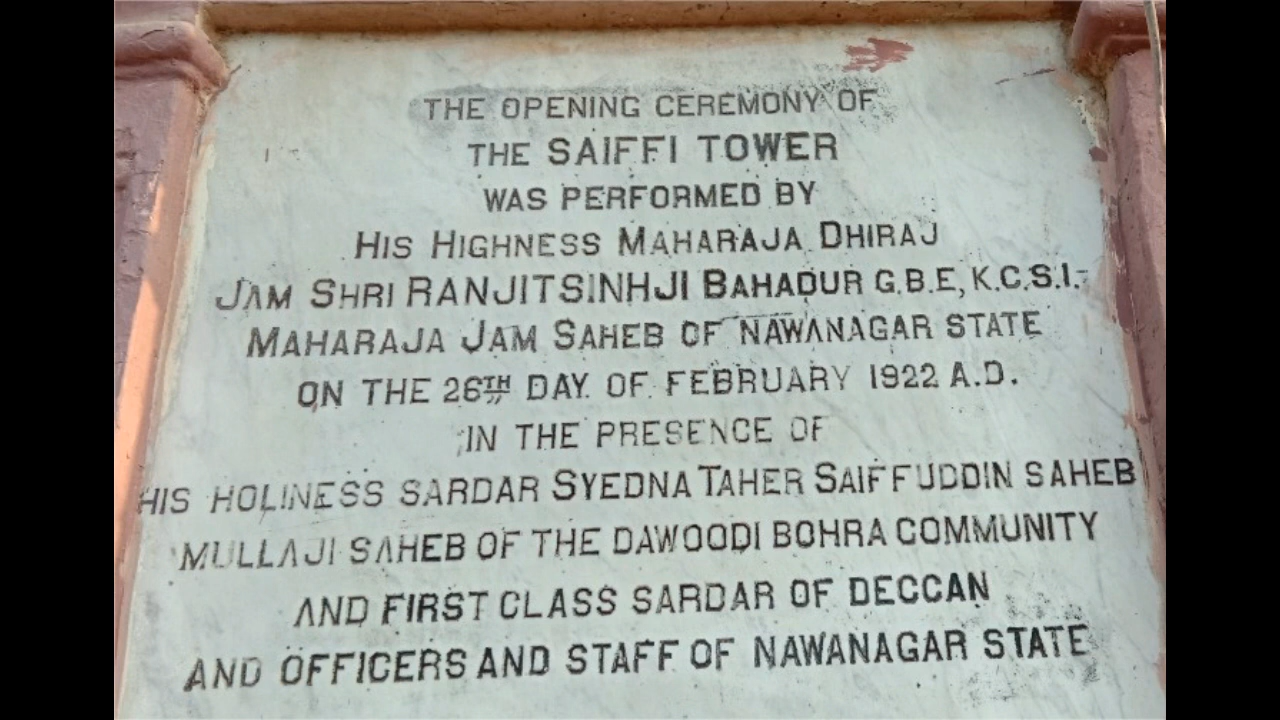 THE OPENING CEREMONY OF
THE SAIFFI TOWER
WAS PERFORMED BY
HIS HIGHNESS MAHARAJA DHIRAJ
JAM SHRI RANJITSINHJI BAHADUR G.B.E, K.C.S.I.
MAHARAJA JAM SAHEB OF NAWANAGAR STATE
ON THE 26TH DAY OF FEBRUARY 1922 A.D.
IN THE PRESENCE OF
HIS HOLINESS SARDAR SYEDNA TAHER SAIFFUDDIN SAHEB
MULLAJI SAHEB OF THE DAWOODI BOHRA COMMUNITY
AND FIRST CLASS SARDAR OF DECCAN
AND OFFICERS AND STAFF OF NAWANAGAR STATE